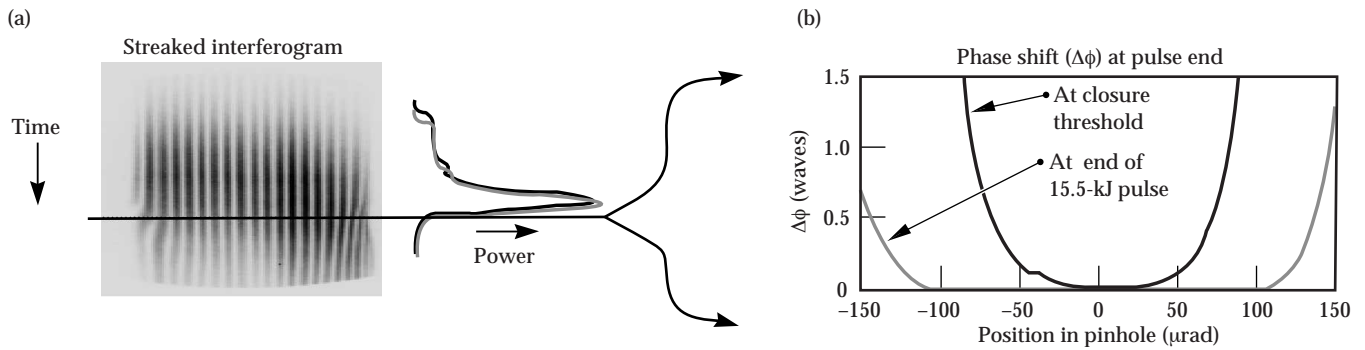 (a)
Streaked interferogram
Time
Power
(b)
Phase shift (Δϕ) at pulse end
1.5
1.0
0.5
0
Δϕ (waves)
At closure
threshold
At end of
15.5-kJ pulse
–150
–100
–50
0
50
100
150
Position in pinhole (μrad)